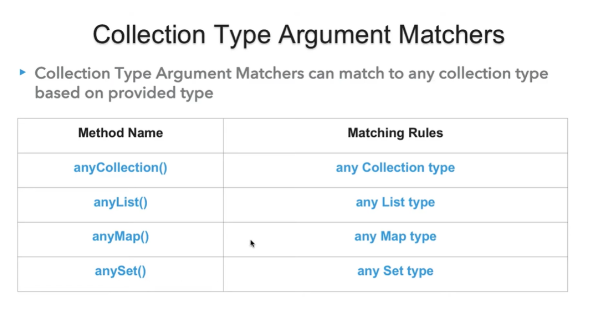 Collection Type Argument Matchers
Collection Type Argument Matchers can match to any collection type
based on provided type
Method Name Matching Rules
anyCollection() any Collection type
anyList() any List type
anyMap() any Map type
anySet() any Set type